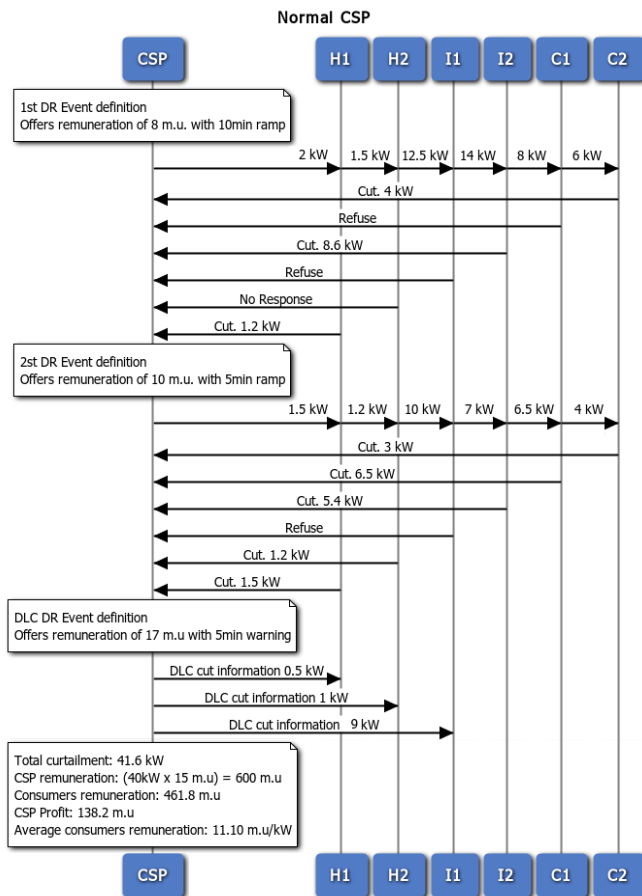 Normal CSP
CSP H1 H2 I1 I2 C1 C2
1st DR Event definition
Offers remuneration of 8 m.u. with 10min ramp
2 kW 1.5 kW 12.5 kW 14 kW 8 kW 6 kW
Cut. 4 kW
Refuse
Cut. 8.6 kW
Refuse
No Response
Cut. 1.2 kW
2st DR Event definition
Offers remuneration of 10 m.u. with 5min ramp
1.5 kW 1.2 kW 10 kW 7 kW 6.5 kW 4 kW
Cut. 3 kW
Cut. 6.5 kW
Cut. 5.4 kW
Refuse
Cut. 1.2 kW
Cut. 1.5 kW
DLC DR Event definition
Offers remuneration of 17 m.u with 5min warning
DLC cut information 0.5 kW
DLC cut information 1 kW
DLC cut information 9 kW
Total curtailment: 41.6 kW
CSP remuneration: (40kW x 15 m.u) = 600 m.u
Consumers remuneration: 461.8 m.u
CSP Profit: 138.2 m.u
Average consumers remuneration: 11.10 m.u/kW
CSP H1 H2 I1 I2 C1 C2